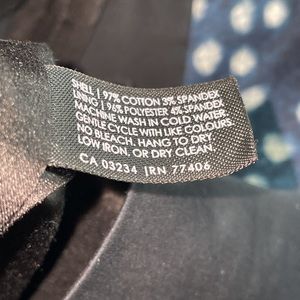 SHELL | 97% COTTON 3% SPANDEX
LINING | 96% POLYESTER 4% SPANDEX
MACHINE WASH IN COLD WATER
GENTLE CYCLE WITH LIKE COLOURS.
NO BLEACH. HANG TO DRY.
LOW IRON. OR DRY CLEAN.
CA 03234 | RN 77406